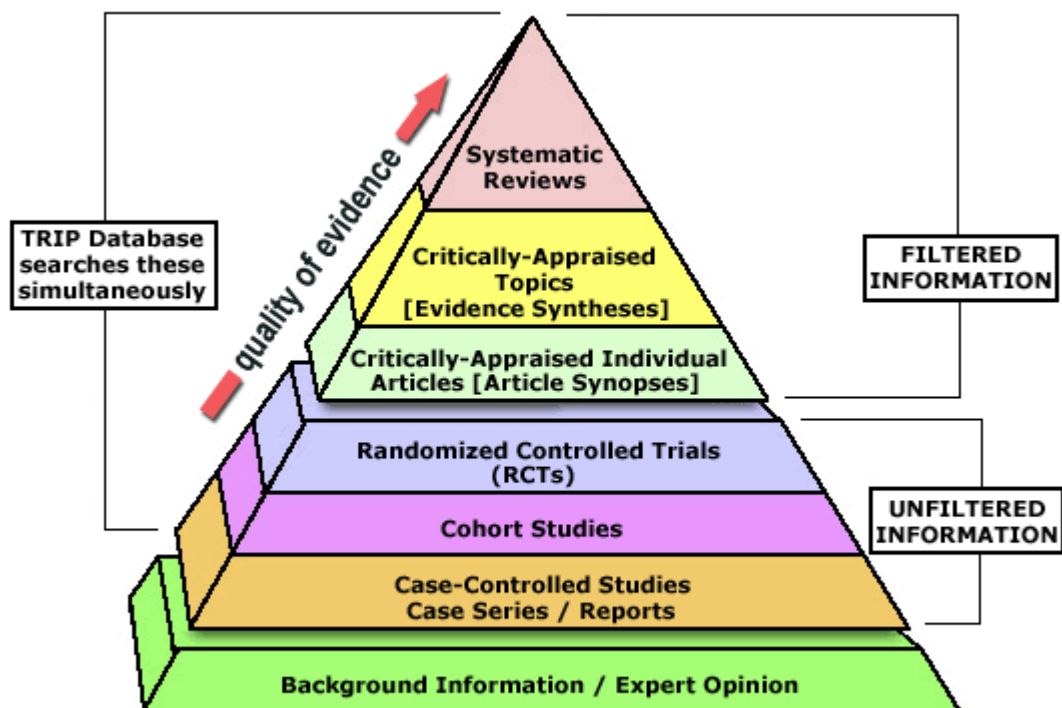 Systematic
Reviews
quality of evidence
TRIP Database
searches these
simultaneously
FILTERED
INFORMATION
Critically-Appraised
Topics
[Evidence Syntheses]
Critically-Appraised Individual
Articles [Article Synopses]
Randomized Controlled Trials
(RCTs)
UNFILTERED
INFORMATION
Cohort Studies
Case-Controlled Studies
Case Series / Reports
Background Information / Expert Opinion